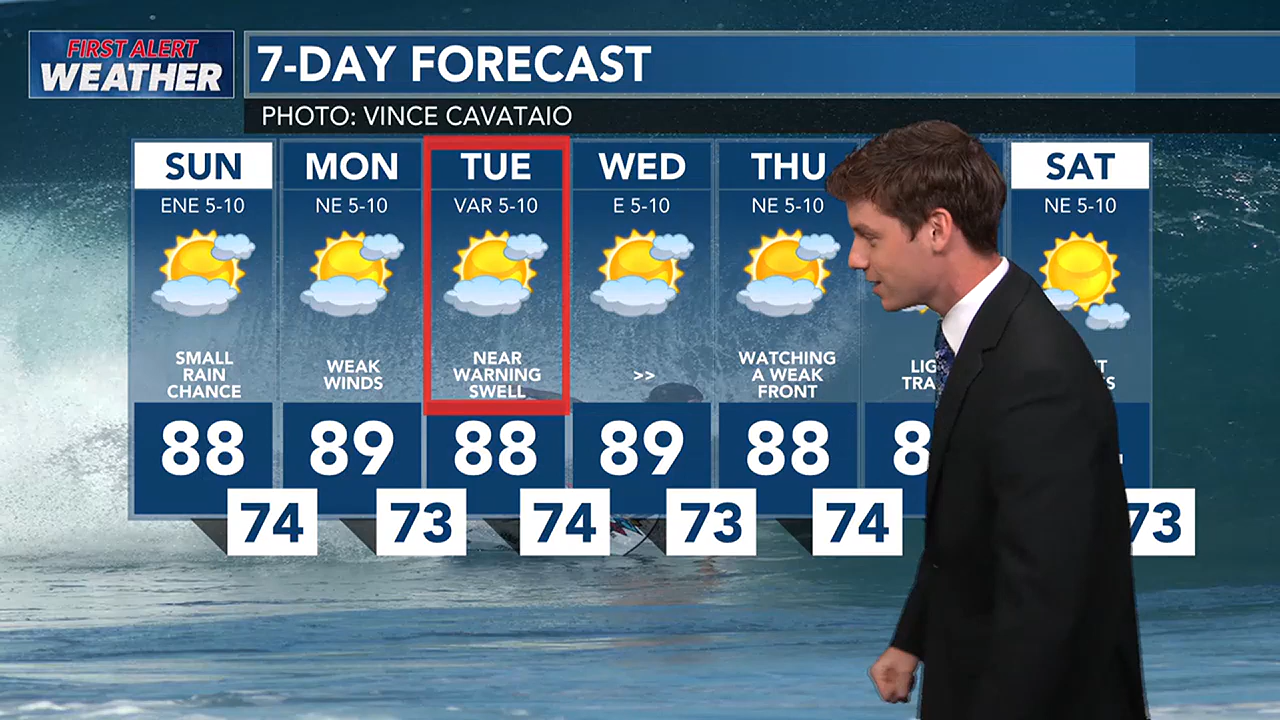 FIRST ALERT
WEATHER
7-DAY FORECAST
PHOTO: VINCE CAVATAIO
SUN MON TUE WED THU SAT
ENE 5-10 NE 5-10 VAR 5-10 E 5-10 NE 5-10 NE 5-10
SMALL
RAIN
CHANCE
WEAK
WINDS
NEAR
WARNING
SWELL
>>
WATCHING
A WEAK
FRONT
88 89 88 89 88
74 73 74 73 74 73